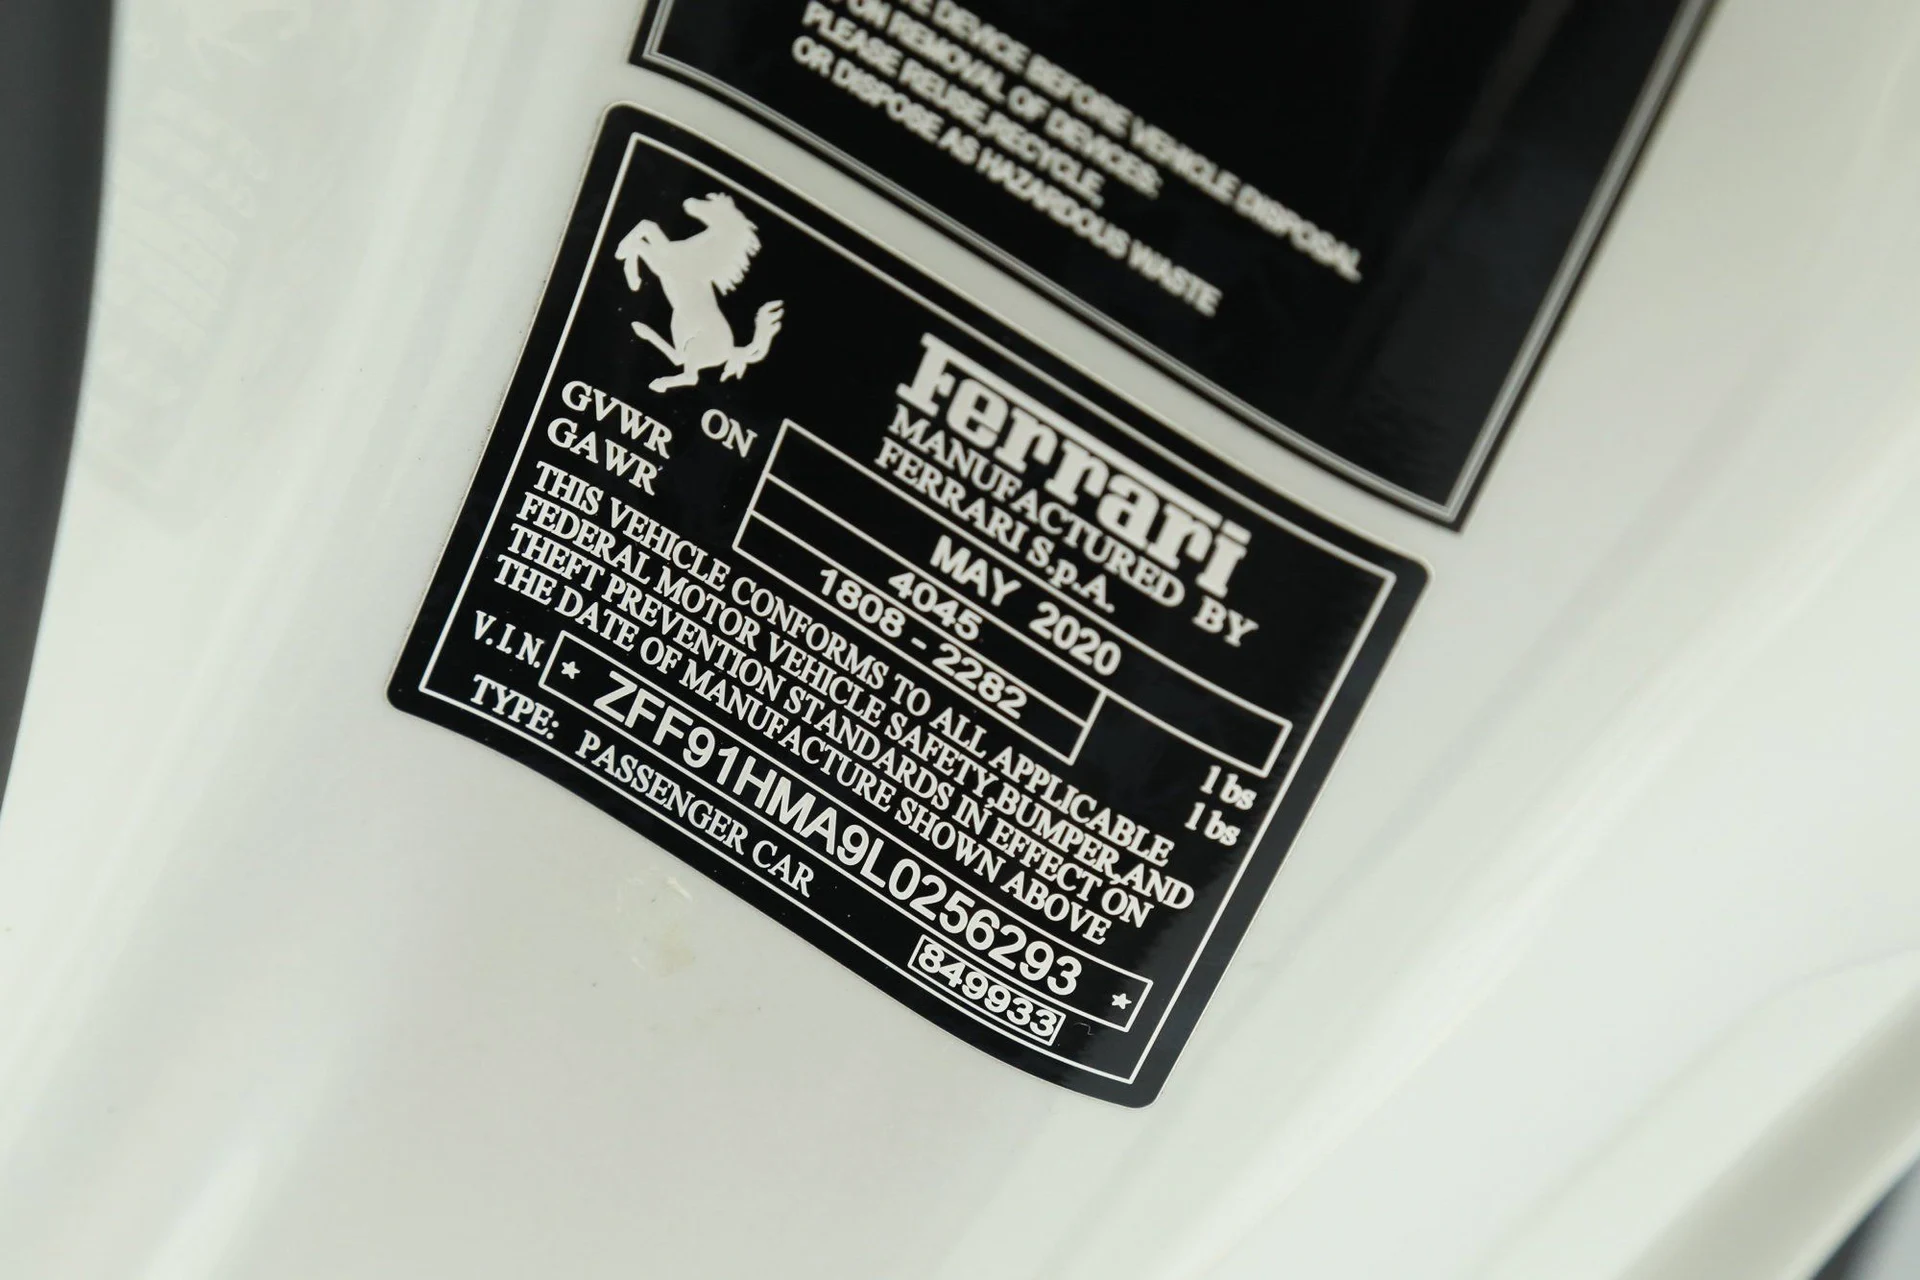 DEVICE BEFORE VEHICLE DISPOSAL
UPON REMOVAL OF DEVICES:
PLEASE REUSE,RECYCLE,
OR DISPOSE AS HAZARDOUS WASTE
Ferrari
MANUFACTURED BY
FERRARI S.p.A.
ON MAY 2020
GVWR 4045 lbs
GAWR 1808 - 2282 lbs
THIS VEHICLE CONFORMS TO ALL APPLICABLE
FEDERAL MOTOR VEHICLE SAFETY,BUMPER,AND
THEFT PREVENTION STANDARDS IN EFFECT ON
THE DATE OF MANUFACTURE SHOWN ABOVE
V.I.N. ★ ZFF91HMA9L0256293 ★
TYPE: PASSENGER CAR 849933